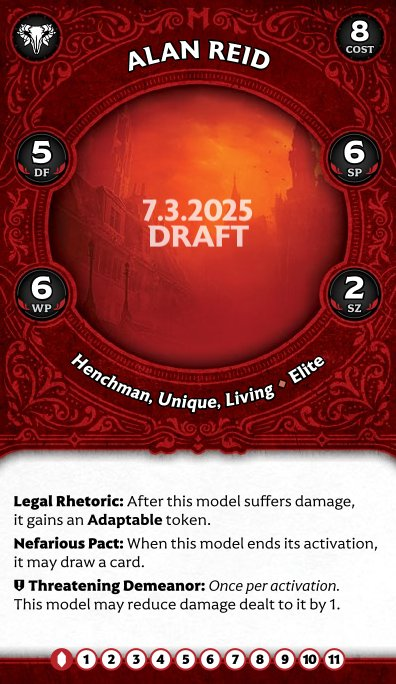 8
COST
ALAN REID
5
DF
6
SP
7.3.2025
DRAFT
6
WP
2
SZ
Henchman, Unique, Living ◆ Elite
Legal Rhetoric: After this model suffers damage,
it gains an Adaptable token.
Nefarious Pact: When this model ends its activation,
it may draw a card.
Threatening Demeanor: Once per activation.
This model may reduce damage dealt to it by 1.
1 2 3 4 5 6 7 8 9 10 11